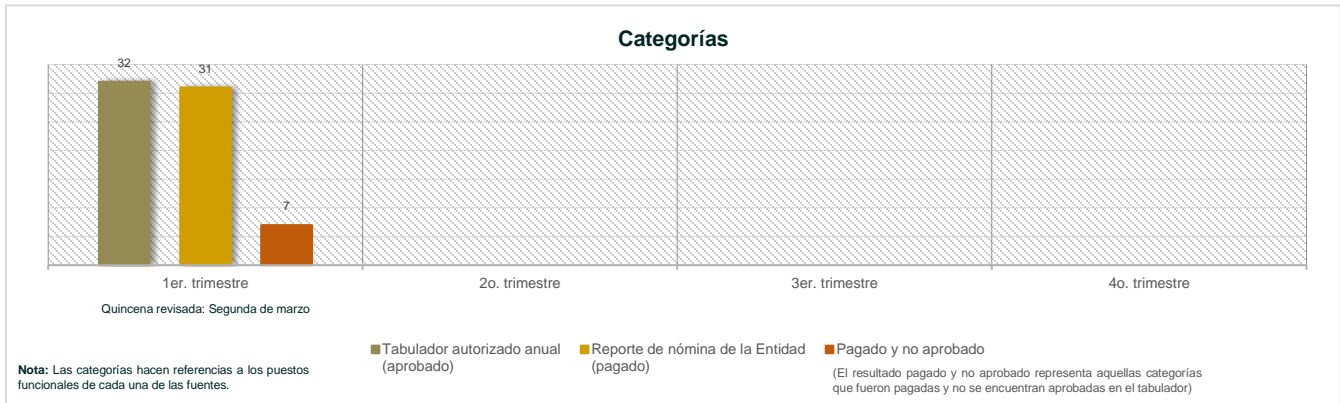 Categorías
32
31
7
1er. trimestre
2o. trimestre
3er. trimestre
4o. trimestre
Quincena revisada: Segunda de marzo
Tabulador autorizado anual
(aprobado)
Reporte de nómina de la Entidad
(pagado)
Pagado y no aprobado
(El resultado pagado y no aprobado representa aquellas categorías
que fueron pagadas y no se encuentran aprobadas en el tabulador)
Nota: Las categorías hacen referencias a los puestos
funcionales de cada una de las fuentes.